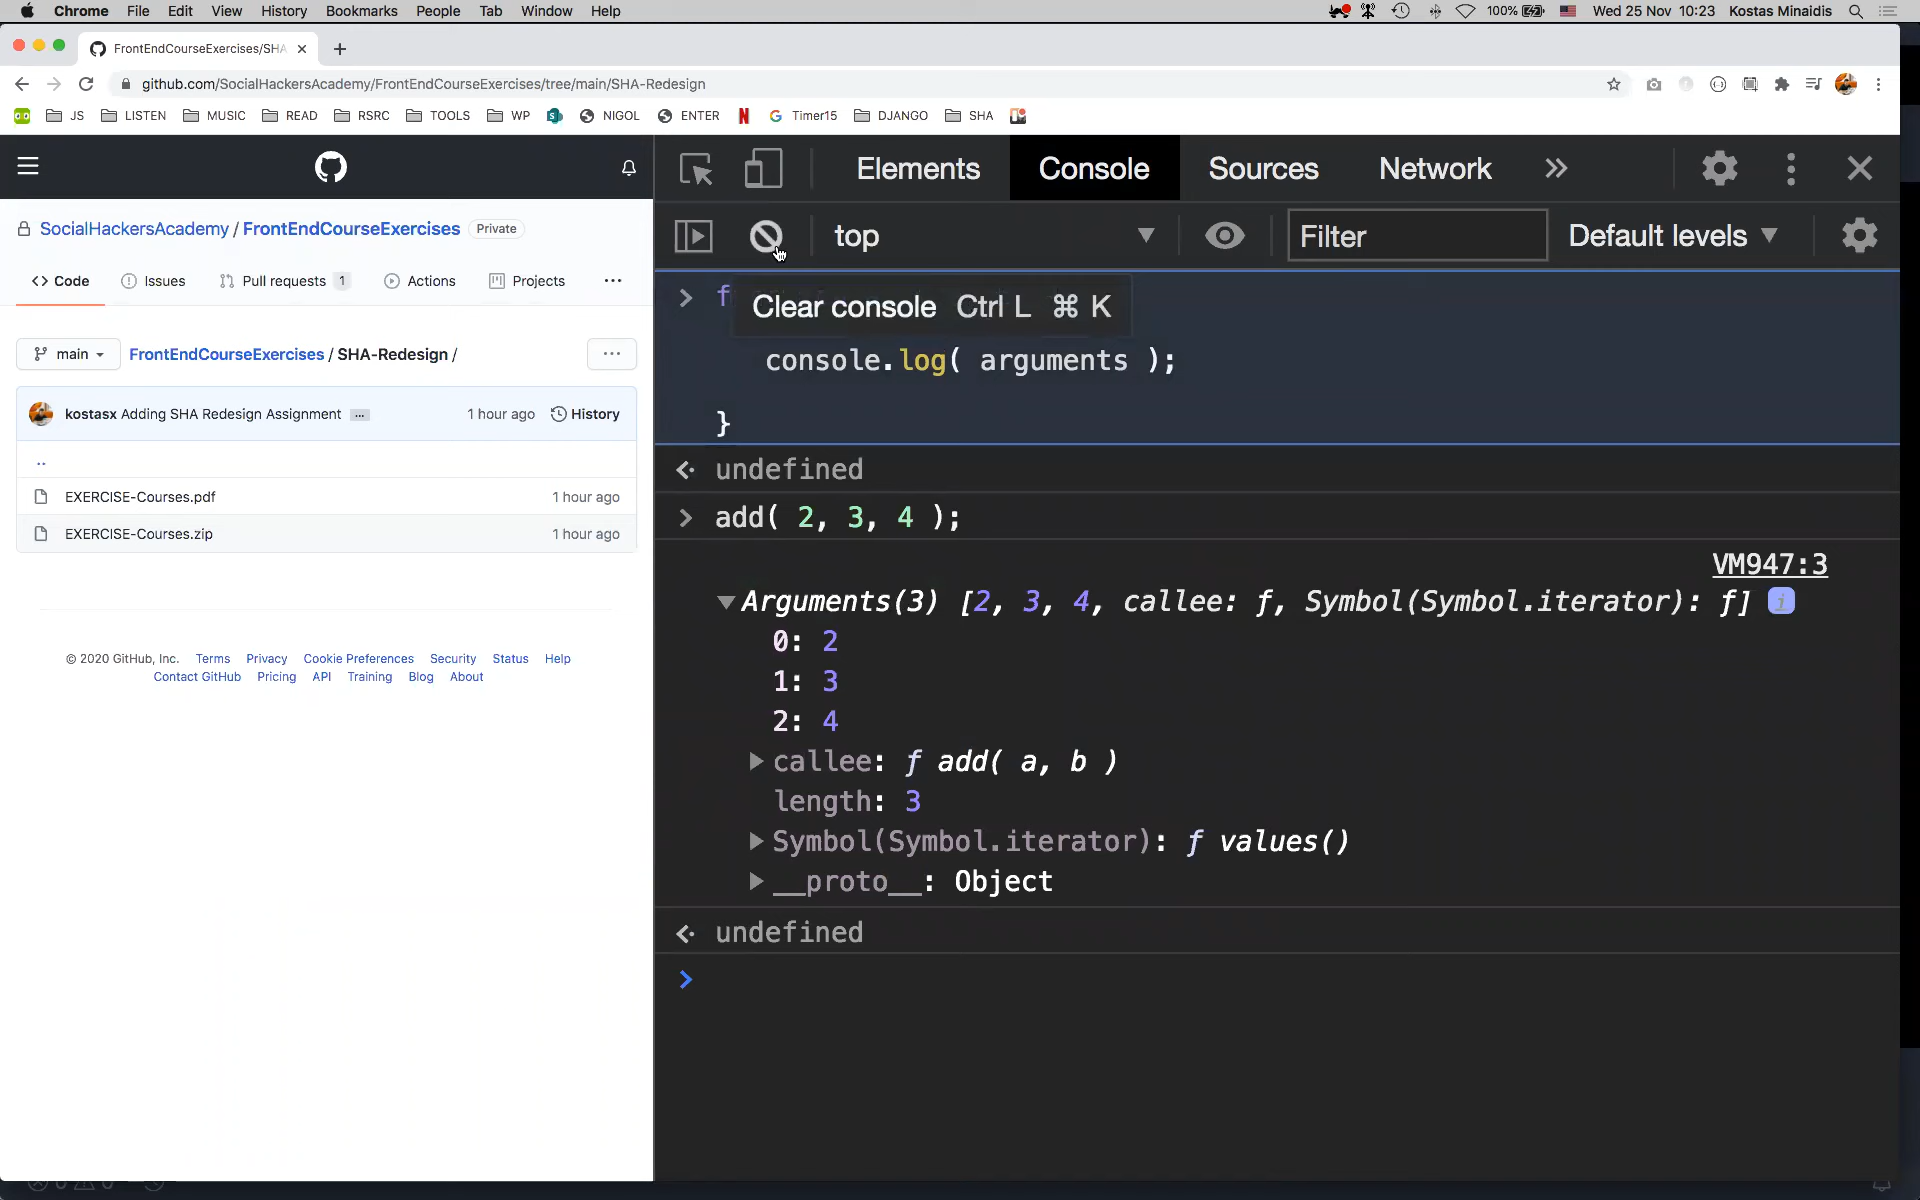 Chrome File Edit View History Bookmarks People Tab Window Help 100% Wed 25 Nov 10:23 Kostas Minaidis
FrontEndCourseExercises/SHA
github.com/SocialHackersAcademy/FrontEndCourseExercises/tree/main/SHA-Redesign
JS LISTEN MUSIC READ RSRC TOOLS WP NIGOL ENTER Timer15 DJANGO SHA
SocialHackersAcademy / FrontEndCourseExercises Private
<> Code Issues Pull requests 1 Actions Projects ...
main FrontEndCourseExercises / SHA-Redesign / ...
kostasx Adding SHA Redesign Assignment ... 1 hour ago History
..
EXERCISE-Courses.pdf 1 hour ago
EXERCISE-Courses.zip 1 hour ago
© 2020 GitHub, Inc. Terms Privacy Cookie Preferences Security Status Help
Contact GitHub Pricing API Training Blog About
Elements Console Sources Network »
top Filter Default levels
> f
Clear console Ctrl L ⌘ K
console.log( arguments );
}
undefined
> add( 2, 3, 4 );
VM947:3
Arguments(3) [2, 3, 4, callee: ƒ, Symbol(Symbol.iterator): ƒ] i
0: 2
1: 3
2: 4
callee: ƒ add( a, b )
length: 3
Symbol(Symbol.iterator): ƒ values()
__proto__: Object
undefined
>